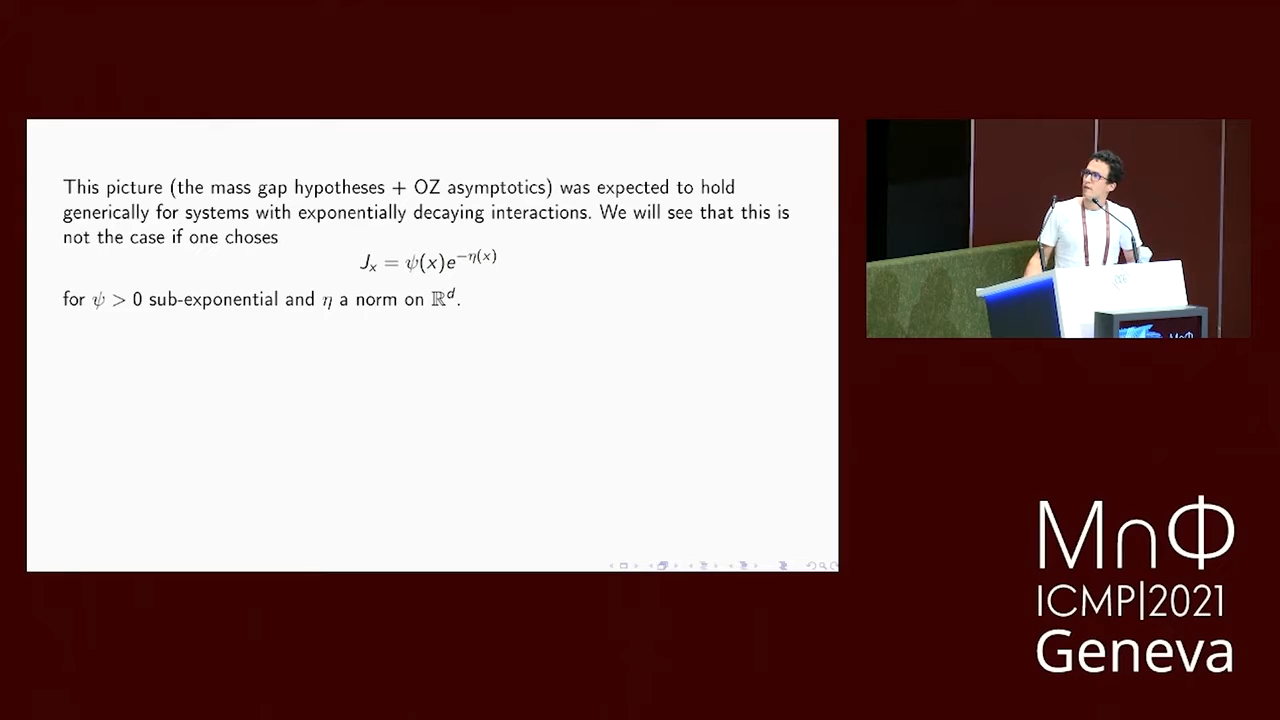 This picture (the mass gap hypotheses + OZ asymptotics) was expected to hold
generically for systems with exponentially decaying interactions. We will see that this is
not the case if one choses
Jₓ = ψ(x)e^{−η(x)}
for ψ > 0 sub-exponential and η a norm on ℝᵈ.
M∩Φ
ICMP|2021
Geneva
M∩Φ